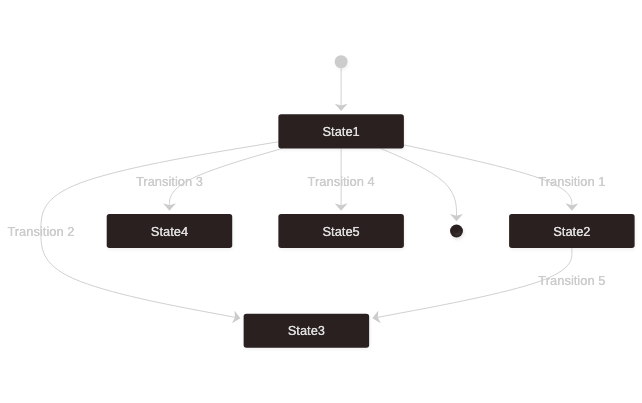 State1
Transition 3
Transition 4
Transition 1
Transition 2
State4
State5
State2
Transition 5
State3